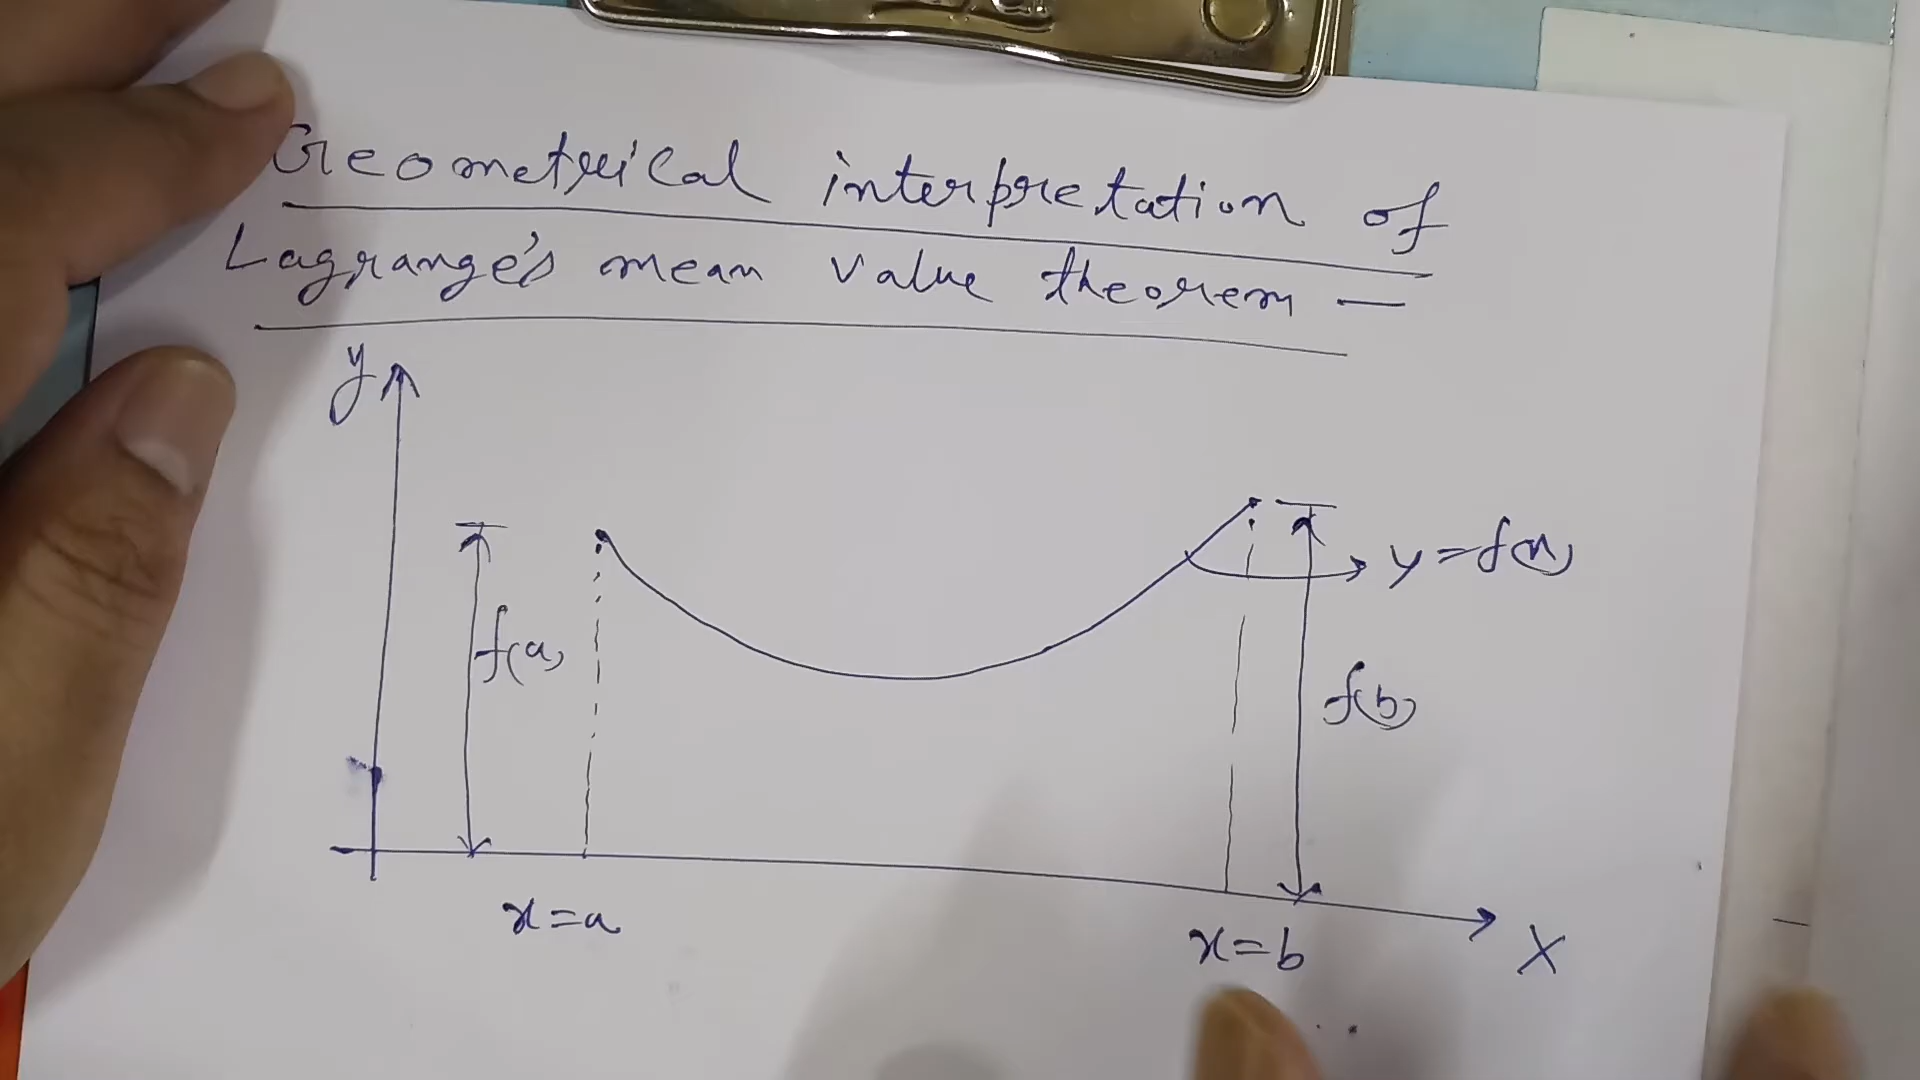 Geometrical interpretation of
Lagrange's mean value theorem —
y
f(a)
y=f(x)
f(b)
x=a
x=b
X